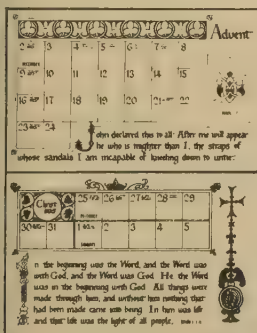 Advent
2 3 4 5 6 7 8
9 10 11 12 13 14 15
16 17 18 19 20 21 22
23 24
John declared this to all: After me will appear
he who is mightier than I, the straps of
whose sandals I am incapable of kneeling down to untie.
Christ
mas
25 26 27 28 29
30 31 1 2 3 4 5
In the beginning was the Word, and the Word was
with God, and the Word was God. He the Word
was in the beginning with God. All things were
made through him, and without him nothing that
had been made came into being. In him was life
and that life was the light of all people.